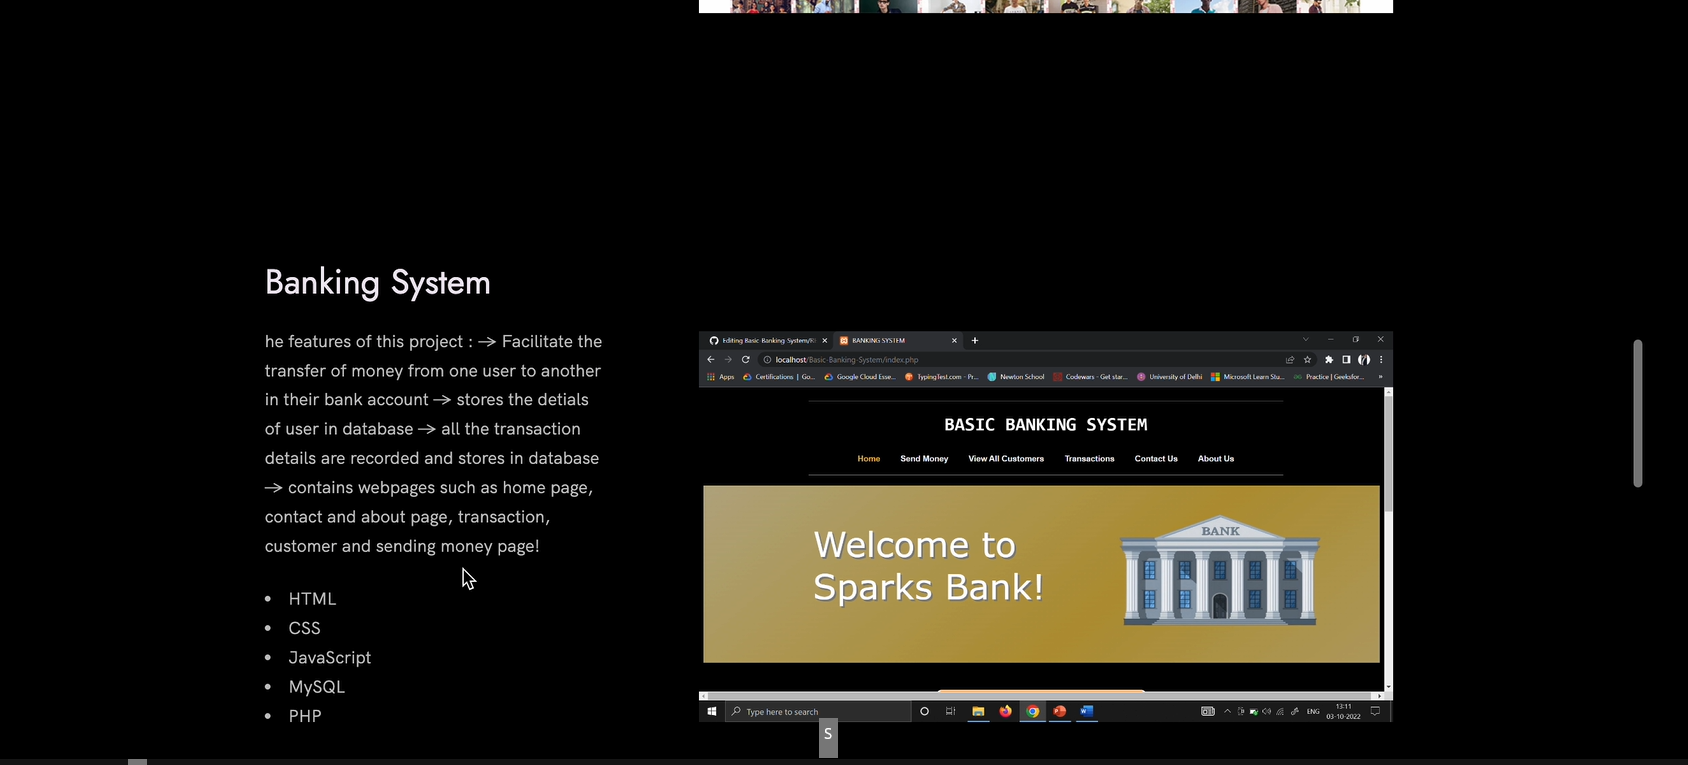 Banking System
he features of this project : → Facilitate the
transfer of money from one user to another
in their bank account → stores the detials
of user in database → all the transaction
details are recorded and stores in database
→ contains webpages such as home page,
contact and about page, transaction,
customer and sending money page!
• HTML
• CSS
• JavaScript
• MySQL
• PHP
Editing Basic-Banking-System/RE
BANKING SYSTEM
localhost/Basic-Banking-System/index.php
Apps Certifications | Go... Google Cloud Esse... TypingTest.com - Pr... Newton School Codewars - Get star... University of Delhi Microsoft Learn Stu... Practice | Geeksfor... »
BASIC BANKING SYSTEM
Home Send Money View All Customers Transactions Contact Us About Us
Welcome to
Sparks Bank!
BANK
Type here to search
ENG
13:11
03-10-2022
S